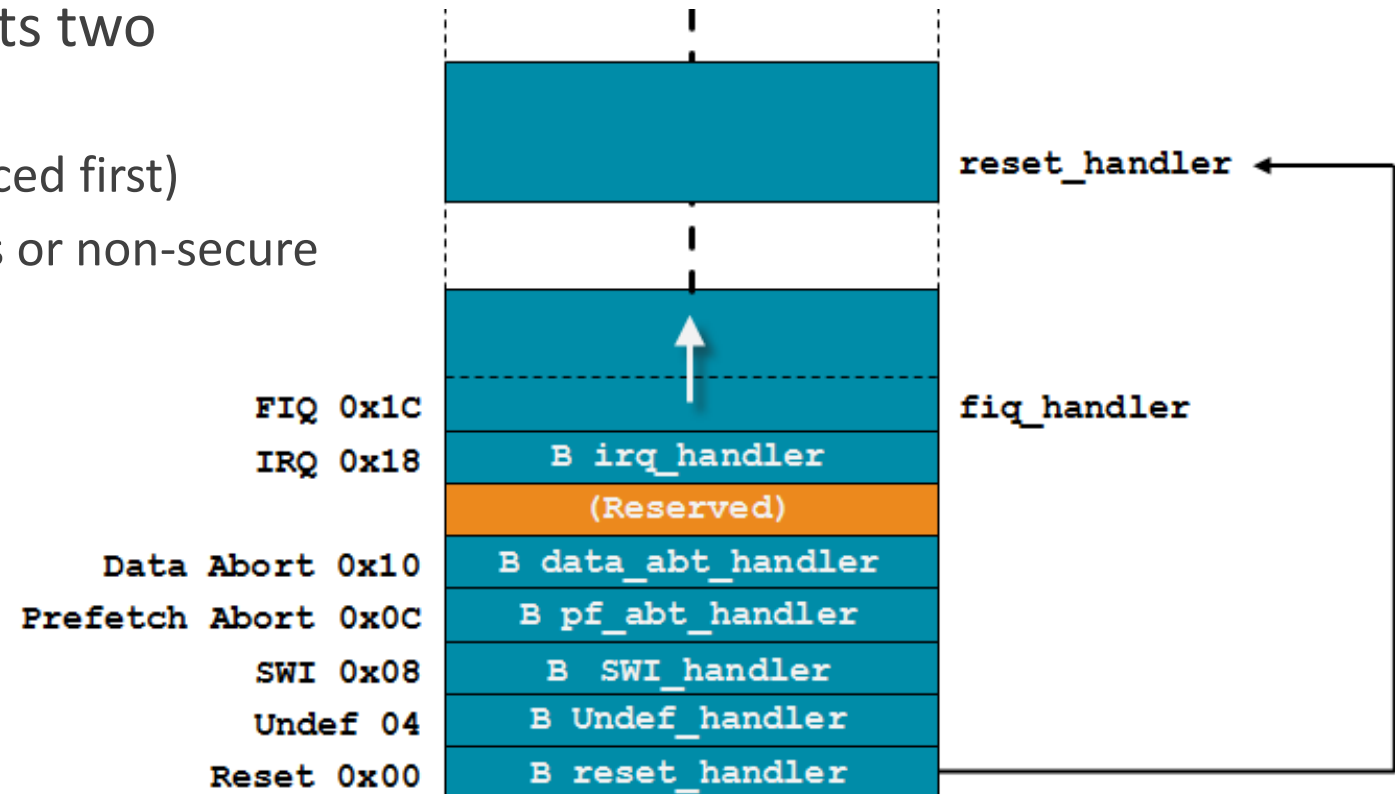 ts two
ced first)
s or non-secure
reset_handler
FIQ 0x1C
fiq_handler
IRQ 0x18
B irq_handler
(Reserved)
Data Abort 0x10
B data_abt_handler
Prefetch Abort 0x0C
B pf_abt_handler
SWI 0x08
B SWI_handler
Undef 04
B Undef_handler
Reset 0x00
B reset_handler